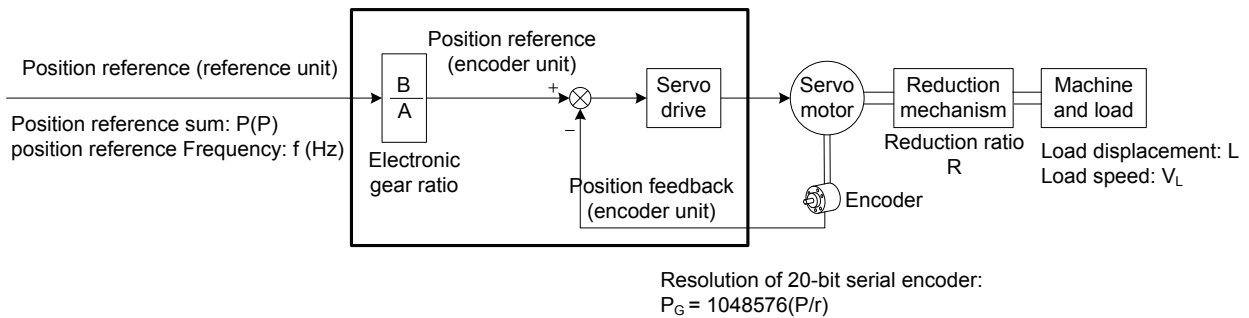 Position reference (reference unit)
Position reference sum: P(P)
position reference Frequency: f (Hz)
B
A
Electronic
gear ratio
Position reference
(encoder unit)
+
−
Servo
drive
Position feedback
(encoder unit)
Servo
motor
Encoder
Reduction
mechanism
Reduction ratio
R
Machine
and load
Load displacement: L
Load speed: VL
Resolution of 20-bit serial encoder:
PG = 1048576(P/r)